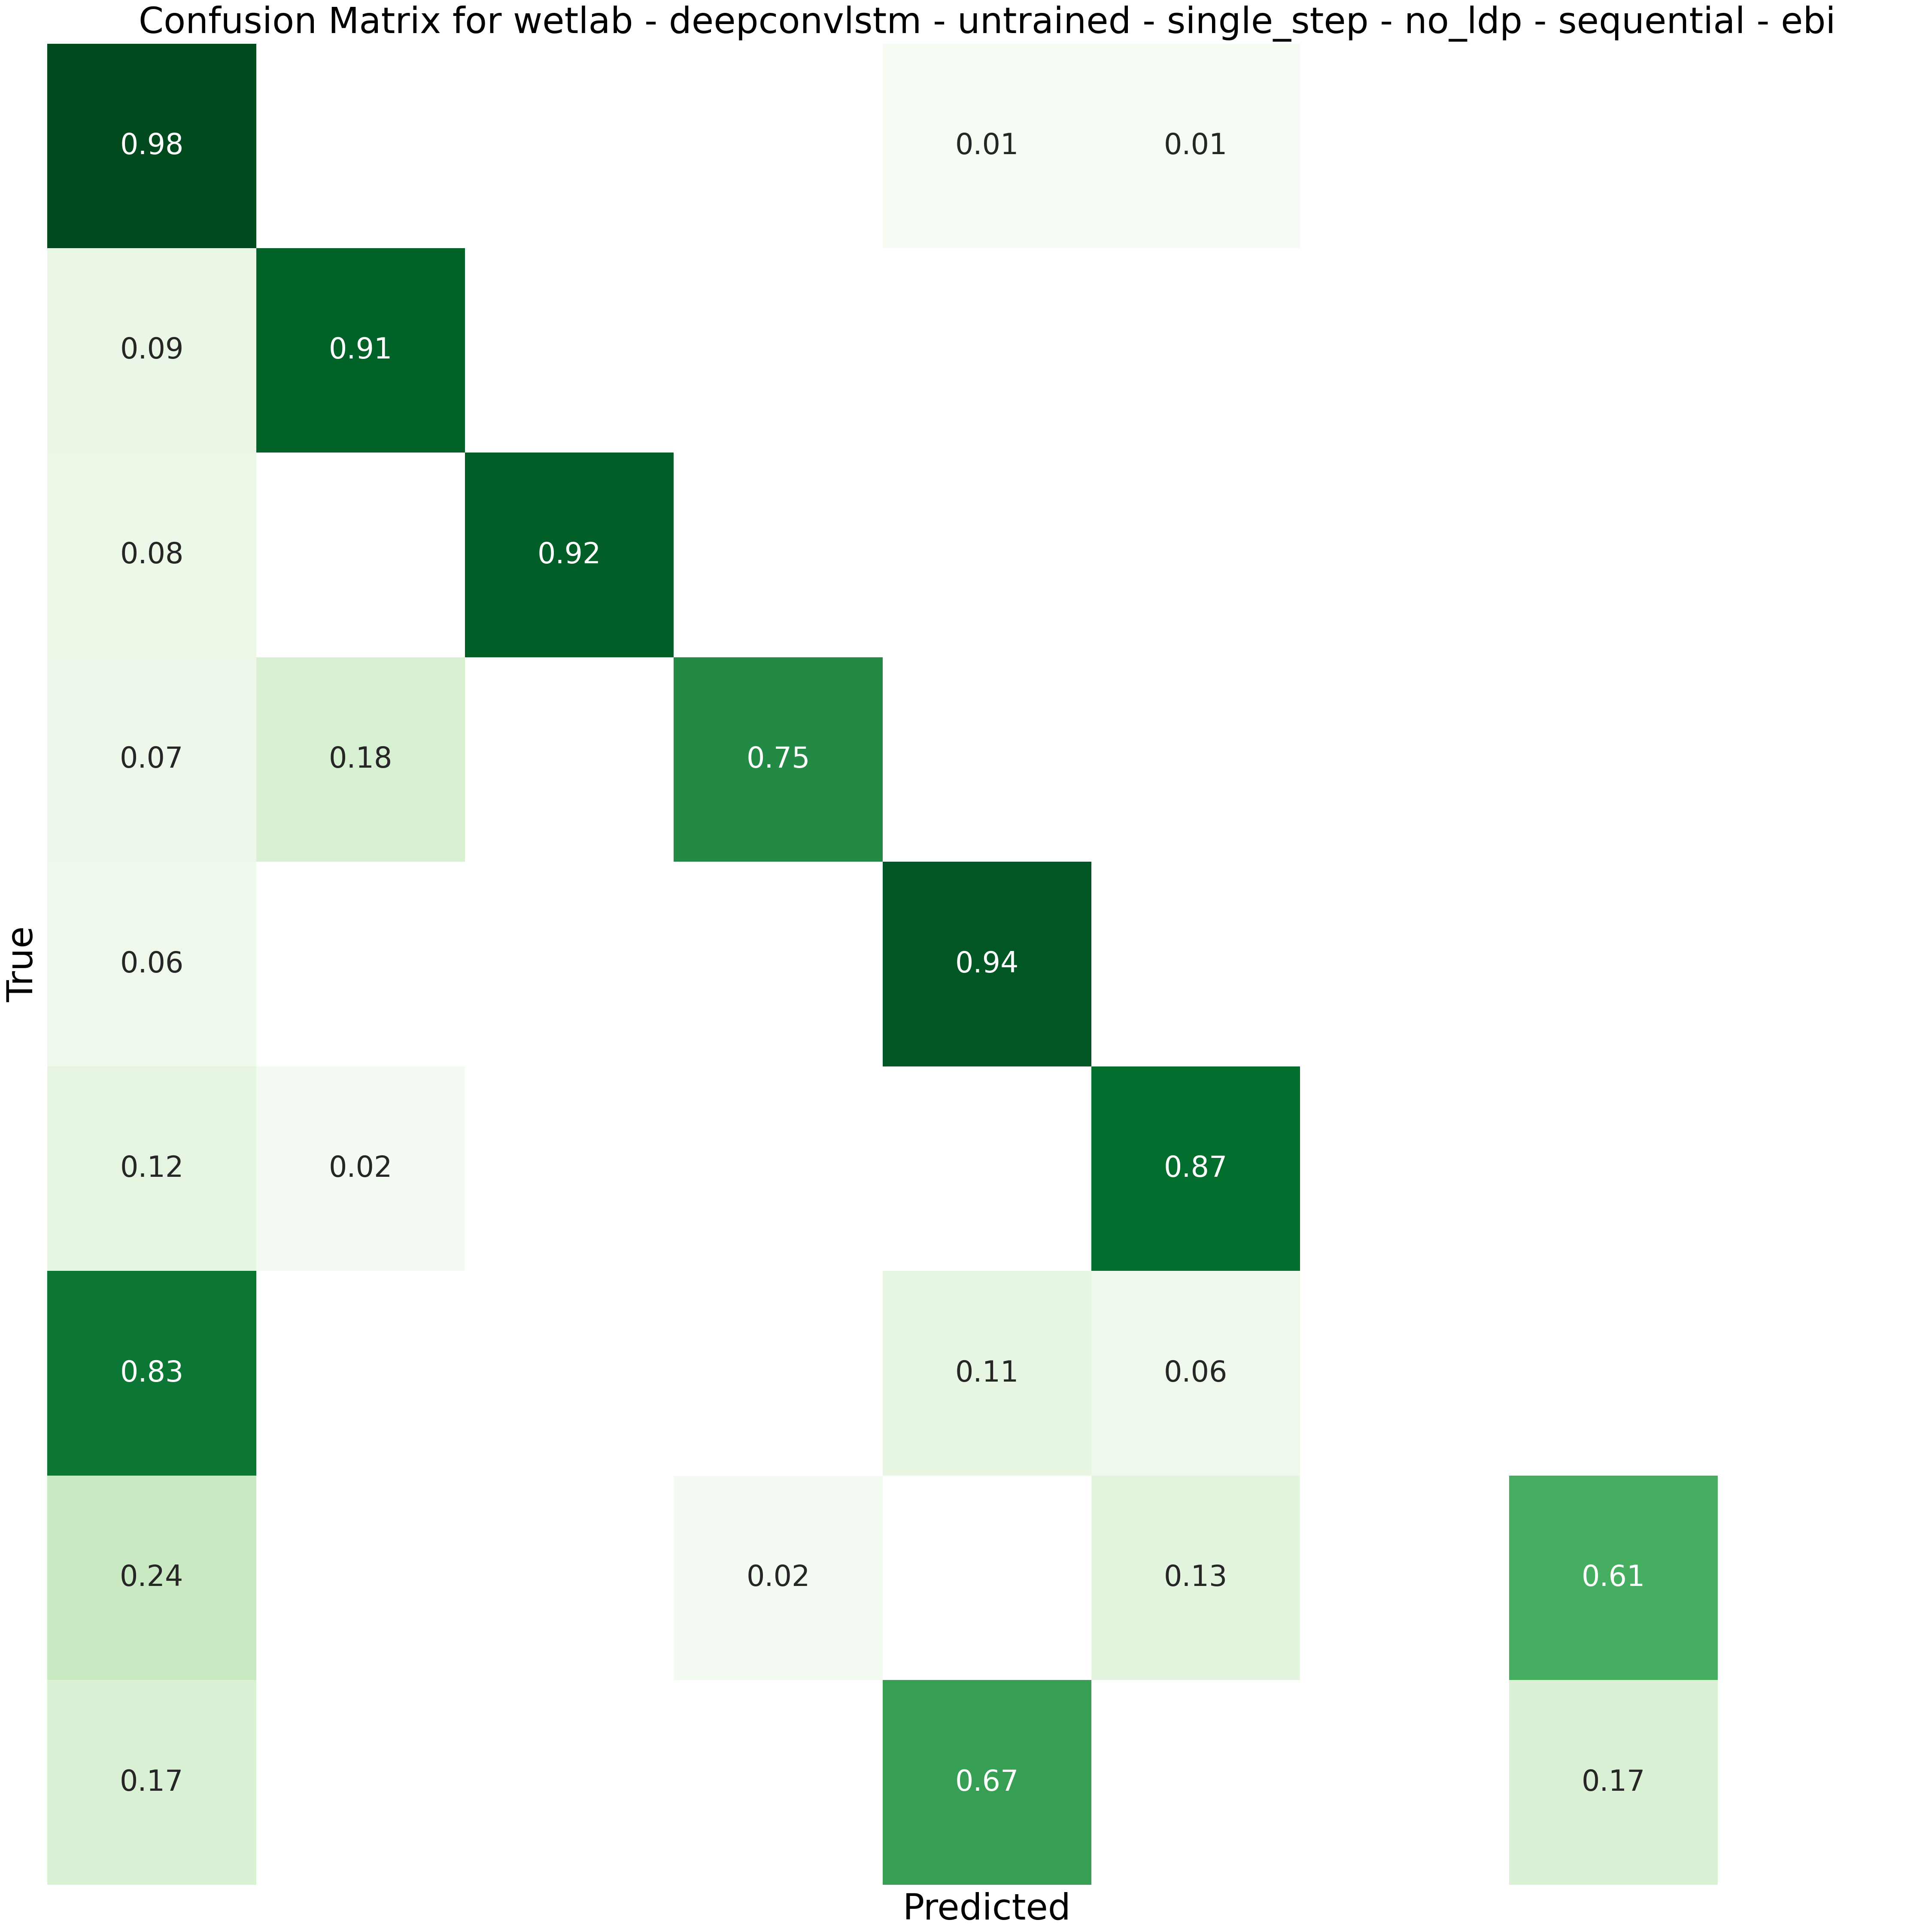 Confusion Matrix for wetlab - deepconvlstm - untrained - single_step - no_ldp - sequential - ebi
0.98 0.01 0.01
0.09 0.91
0.08 0.92
0.07 0.18 0.75
0.06 0.94
True
0.12 0.02 0.87
0.83 0.11 0.06
0.24 0.02 0.13 0.61
0.17 0.67 0.17
Predicted